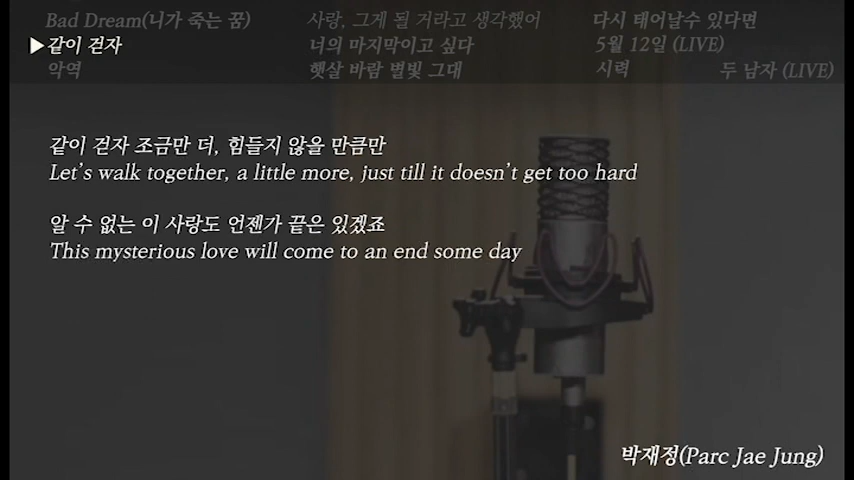 Bad Dream(니가 죽는 꿈) 사랑, 그게 될 거라고 생각했어 다시 태어날수 있다면
▶같이 걷자 너의 마지막이고 싶다 5월 12일 (LIVE)
악역 햇살 바람 별빛 그대 시력 두 남자 (LIVE)
같이 걷자 조금만 더, 힘들지 않을 만큼만
Let's walk together, a little more, just till it doesn't get too hard
알 수 없는 이 사랑도 언젠가 끝은 있겠죠
This mysterious love will come to an end some day
박재정(Parc Jae Jung)